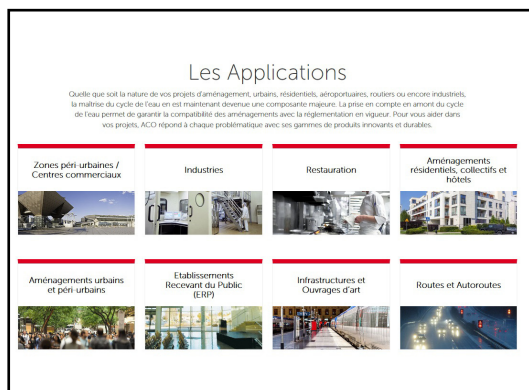 Les Applications
Quelle que soit la nature de vos projets d'aménagement, urbains, résidentiels, aéroportuaires, routiers ou encore industriels,
la maîtrise du cycle de l'eau en est maintenant devenue une composante majeure. La prise en compte en amont du cycle
de l'eau permet de garantir la compatibilité des aménagements avec la réglementation en vigueur. Pour vous aider dans
vos projets, ACO répond à chaque problématique avec ses gammes de produits innovants et durables.
Zones péri-urbaines /
Centres commerciaux
Industries
Restauration
Aménagements
résidentiels, collectifs et
hôtels
Aménagements urbains
et péri-urbains
Etablissements
Recevant du Public
(ERP)
Infrastructures et
Ouvrages d'art
Routes et Autoroutes